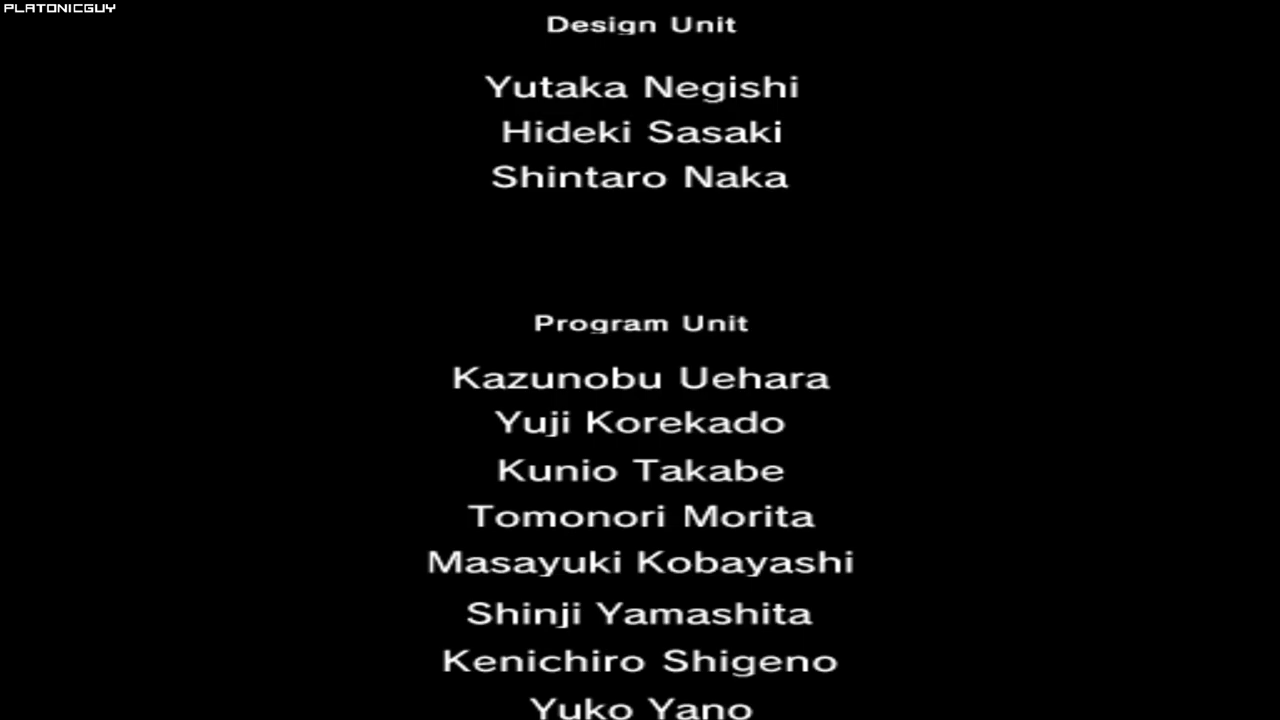 PLATONICGUY
Design Unit
Yutaka Negishi
Hideki Sasaki
Shintaro Naka
Program Unit
Kazunobu Uehara
Yuji Korekado
Kunio Takabe
Tomonori Morita
Masayuki Kobayashi
Shinji Yamashita
Kenichiro Shigeno
Yuko Yano